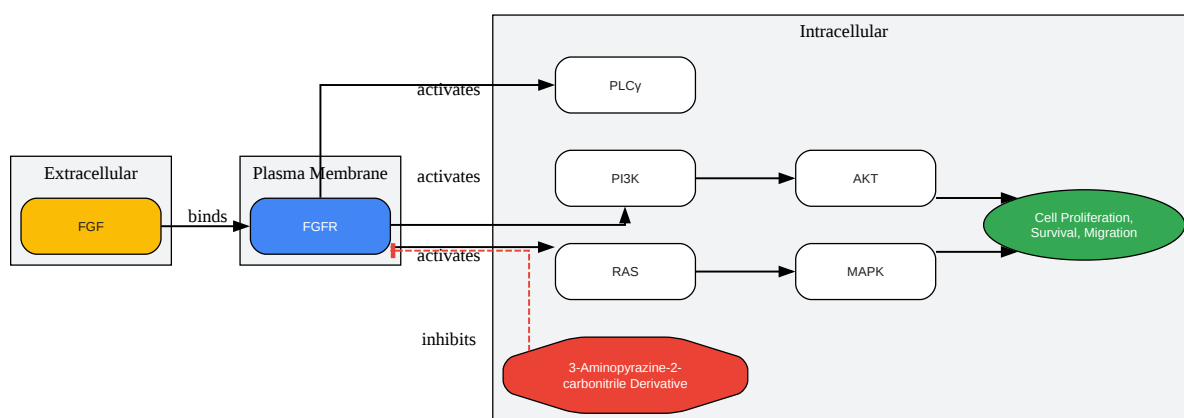 Intracellular
PLCγ
activates
Extracellular
Plasma Membrane
activates
PI3K
AKT
FGF
binds
FGFR
Cell Proliferation,
Survival, Migration
activates
RAS
MAPK
inhibits
3-Aminopyrazine-2-
carbonitrile Derivative